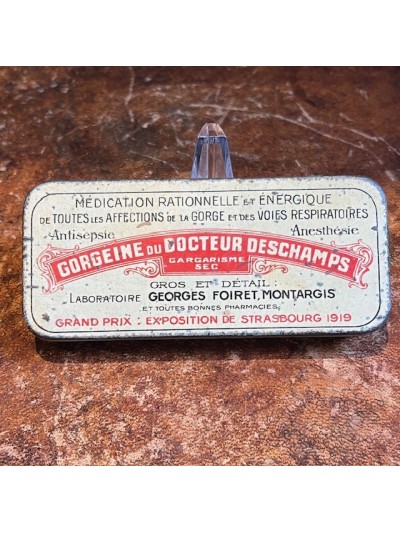 MÉDICATION RATIONNELLE ET ÉNERGIQUE
DE TOUTES LES AFFECTIONS DE LA GORGE ET DES VOIES RESPIRATOIRES
Antisepsie Anesthésie
GORGEINE DU DOCTEUR DESCHAMPS
GARGARISME
SEC
GROS ET DÉTAIL:
LABORATOIRE GEORGES FOIRET, MONTARGIS
ET TOUTES BONNES PHARMACIES.
GRAND PRIX : EXPOSITION DE STRASBOURG 1919